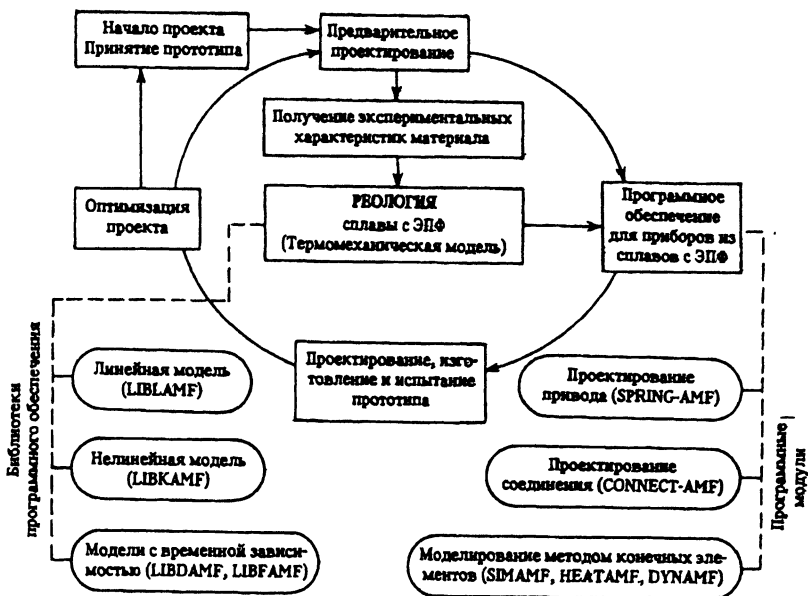 Начало проекта
Принятие прототипа
Предварительное
проектирование
Получение экспериментальных
характеристик материала
Оптимизация
проекта
РЕОЛОГИЯ
сплавы с ЭПФ
(Термомеханическая модель)
Программное
обеспечение
для приборов из
сплавов с ЭПФ
Проектирование, изго-
товление и испытание
прототипа
Библиотеки
программного обеспечения
Линейная модель
(LIBLAMF)
Нелинейная модель
(LIBKAMF)
Модели с временной зависи-
мостью (LIBDAMF, LIBFAMF)
Проектирование
привода (SPRING-AMF)
Проектирование
соединения (CONNECT-AMF)
Моделирование методом конечных эле-
ментов (SIMAMF, HEATAMF, DYNAMF)
Программные
модули